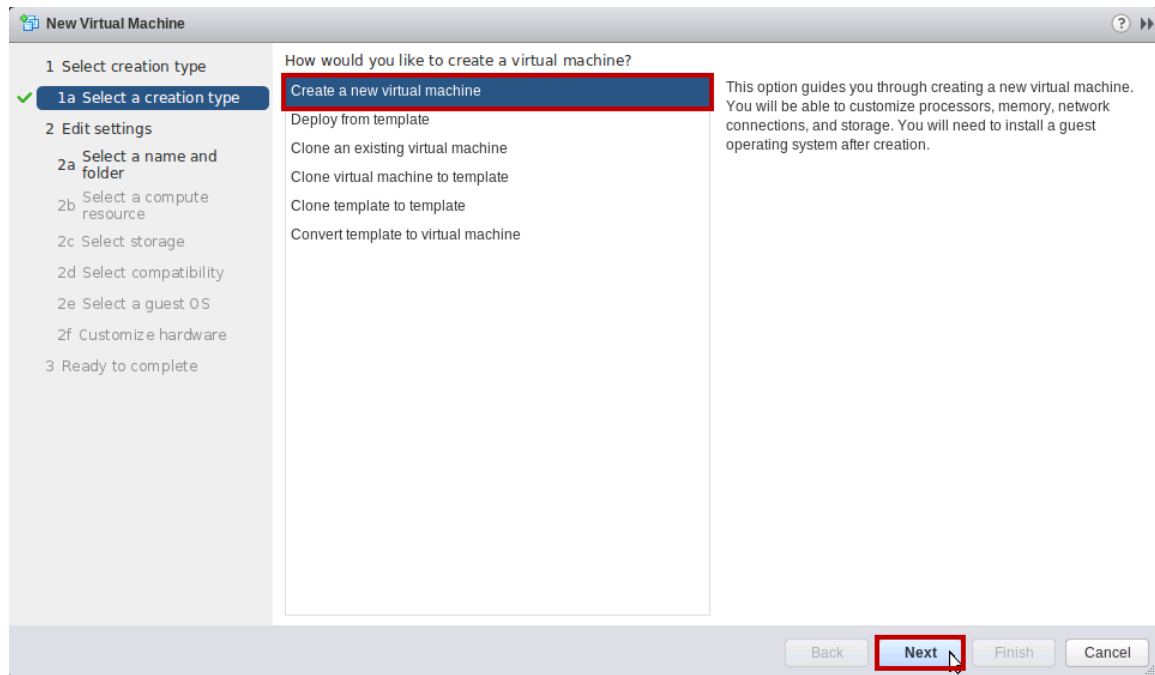 New Virtual Machine
?
1 Select creation type
1a Select a creation type
2 Edit settings
2a Select a name and
folder
2b Select a compute
resource
2c Select storage
2d Select compatibility
2e Select a guest OS
2f Customize hardware
3 Ready to complete
How would you like to create a virtual machine?
Create a new virtual machine
Deploy from template
Clone an existing virtual machine
Clone virtual machine to template
Clone template to template
Convert template to virtual machine
This option guides you through creating a new virtual machine.
You will be able to customize processors, memory, network
connections, and storage. You will need to install a guest
operating system after creation.
Back Next Finish Cancel